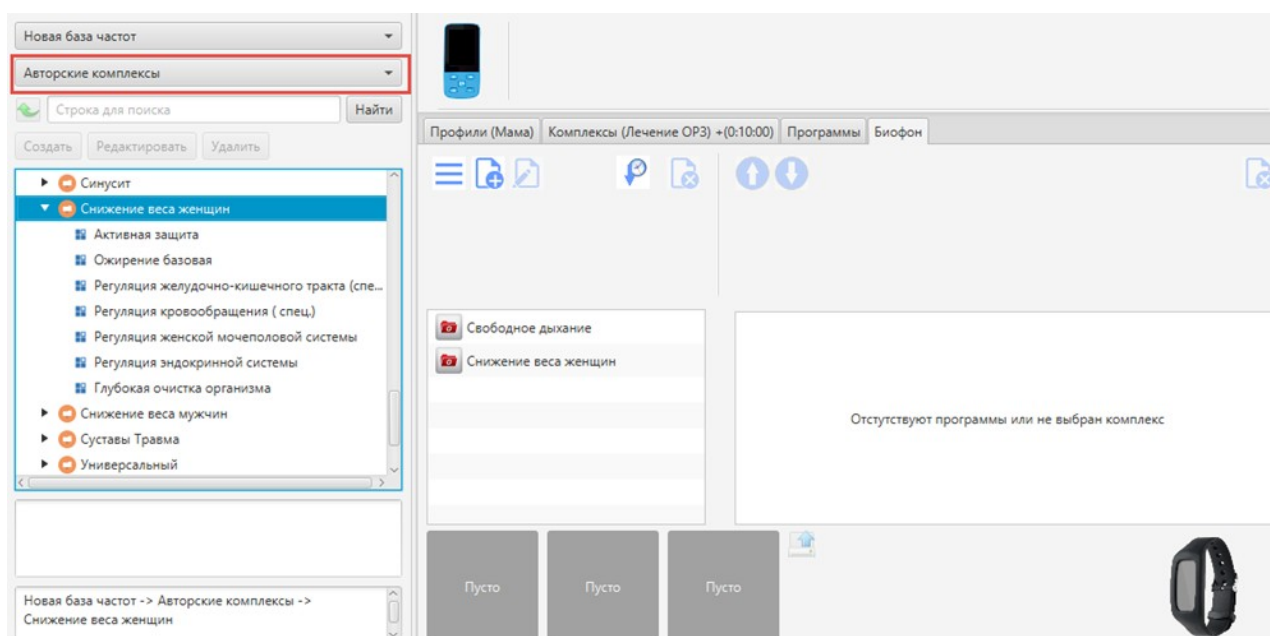 Новая база частот
Авторские комплексы
Строка для поиска
Найти
Создать
Редактировать
Удалить
Синусит
Снижение веса женщин
Активная защита
Ожирение базовая
Регуляция желудочно-кишечного тракта (спе...
Регуляция кровообращения ( спец.)
Регуляция женской мочеполовой системы
Регуляция эндокринной системы
Глубокая очистка организма
Снижение веса мужчин
Суставы Травма
Универсальный
Новая база частот -> Авторские комплексы ->
Снижение веса женщин
Профили (Мама)
Комплексы (Лечение ОРЗ) +(0:10:00)
Программы
Биофон
Свободное дыхание
Снижение веса женщин
Отсутствуют программы или не выбран комплекс
Пусто
Пусто
Пусто